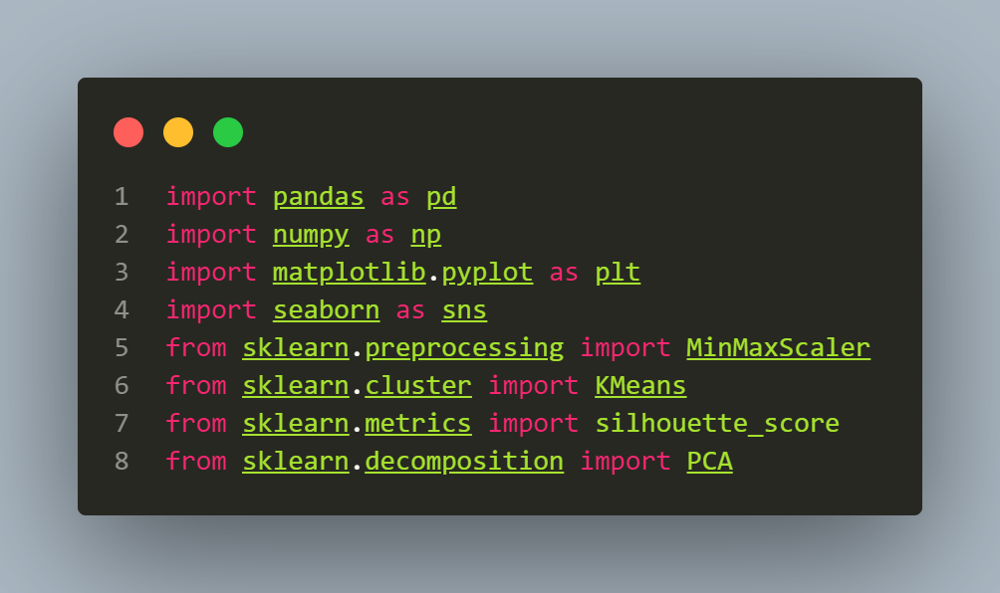 1 import pandas as pd
2 import numpy as np
3 import matplotlib.pyplot as plt
4 import seaborn as sns
5 from sklearn.preprocessing import MinMaxScaler
6 from sklearn.cluster import KMeans
7 from sklearn.metrics import silhouette_score
8 from sklearn.decomposition import PCA